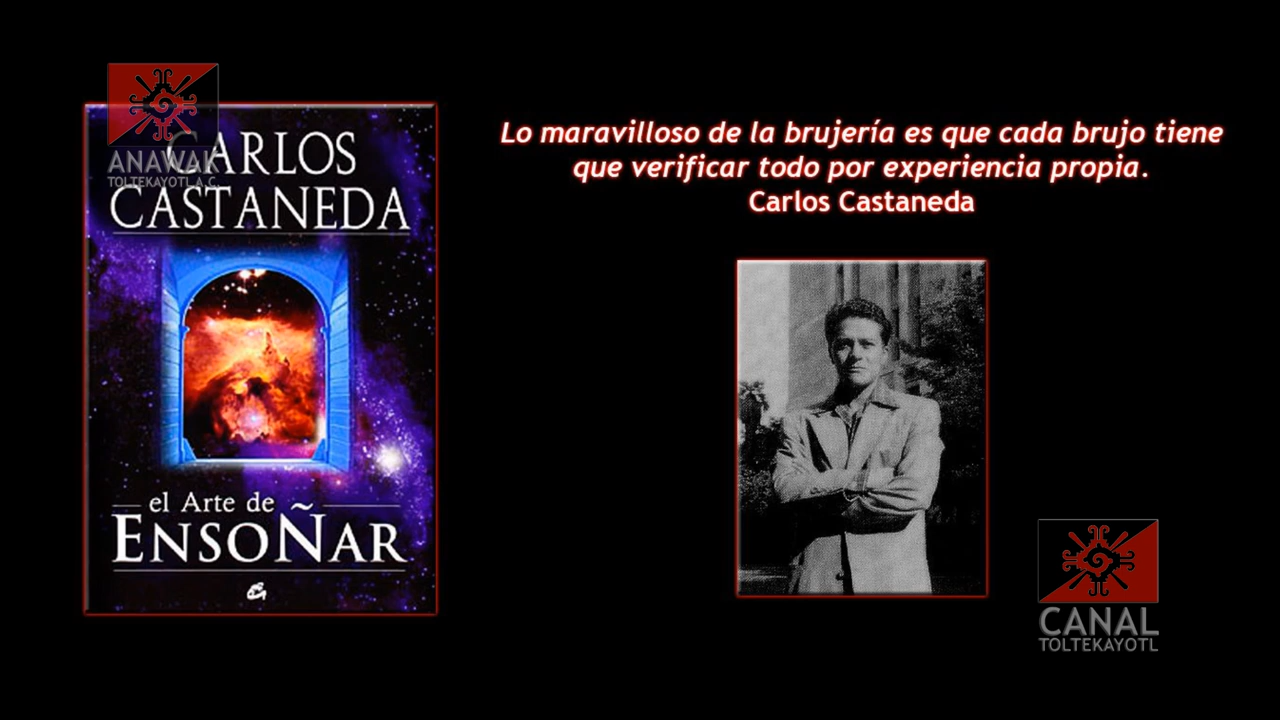 ANAWAK
TOLTEKAYOTL A.C.
CARLOS
CASTANEDA
el Arte de
ENSOÑAR
Lo maravilloso de la brujería es que cada brujo tiene
que verificar todo por experiencia propia.
Carlos Castaneda
CANAL
TOLTEKAYOTL